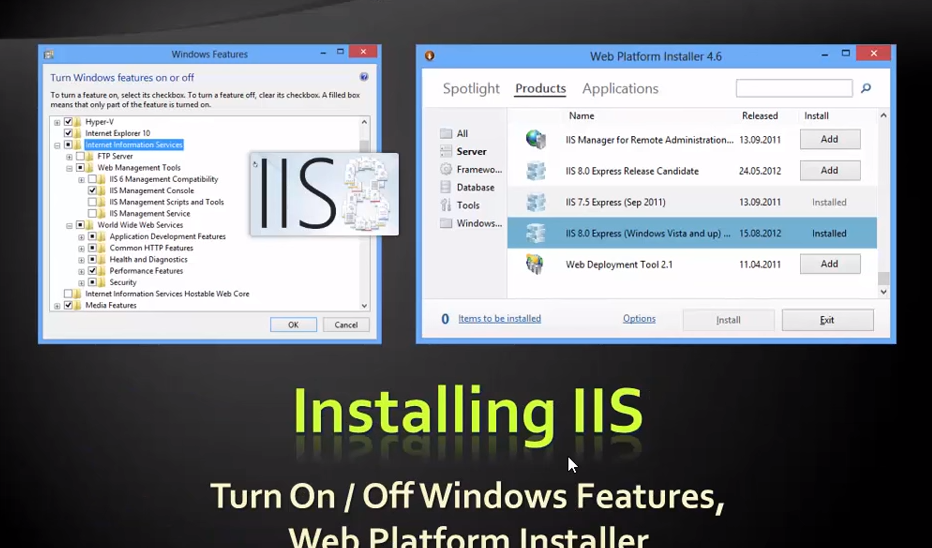 Windows Features
Turn Windows features on or off
To turn a feature on, select its checkbox. To turn a feature off, clear its checkbox. A filled box
means that only part of the feature is turned on.
Hyper-V
Internet Explorer 10
Internet Information Services
FTP Server
Web Management Tools
IIS 6 Management Compatibility
IIS Management Console
IIS Management Scripts and Tools
IIS Management Service
World Wide Web Services
Application Development Features
Common HTTP Features
Health and Diagnostics
Performance Features
Security
Internet Information Services Hostable Web Core
Media Features
OK Cancel
IIS8
Web Platform Installer 4.6
Spotlight Products Applications
All
Server
Framewo...
Database
Tools
Windows...
Name Released Install
IIS Manager for Remote Administration... 13.09.2011 Add
IIS 8.0 Express Release Candidate 24.05.2012 Add
IIS 7.5 Express (Sep 2011) 13.09.2011 Installed
IIS 8.0 Express (Windows Vista and up) ... 15.08.2012 Installed
Web Deployment Tool 2.1 11.04.2011 Add
0 Items to be installed Options Install Exit
Installing IIS
Turn On / Off Windows Features,
Web Platform Installer